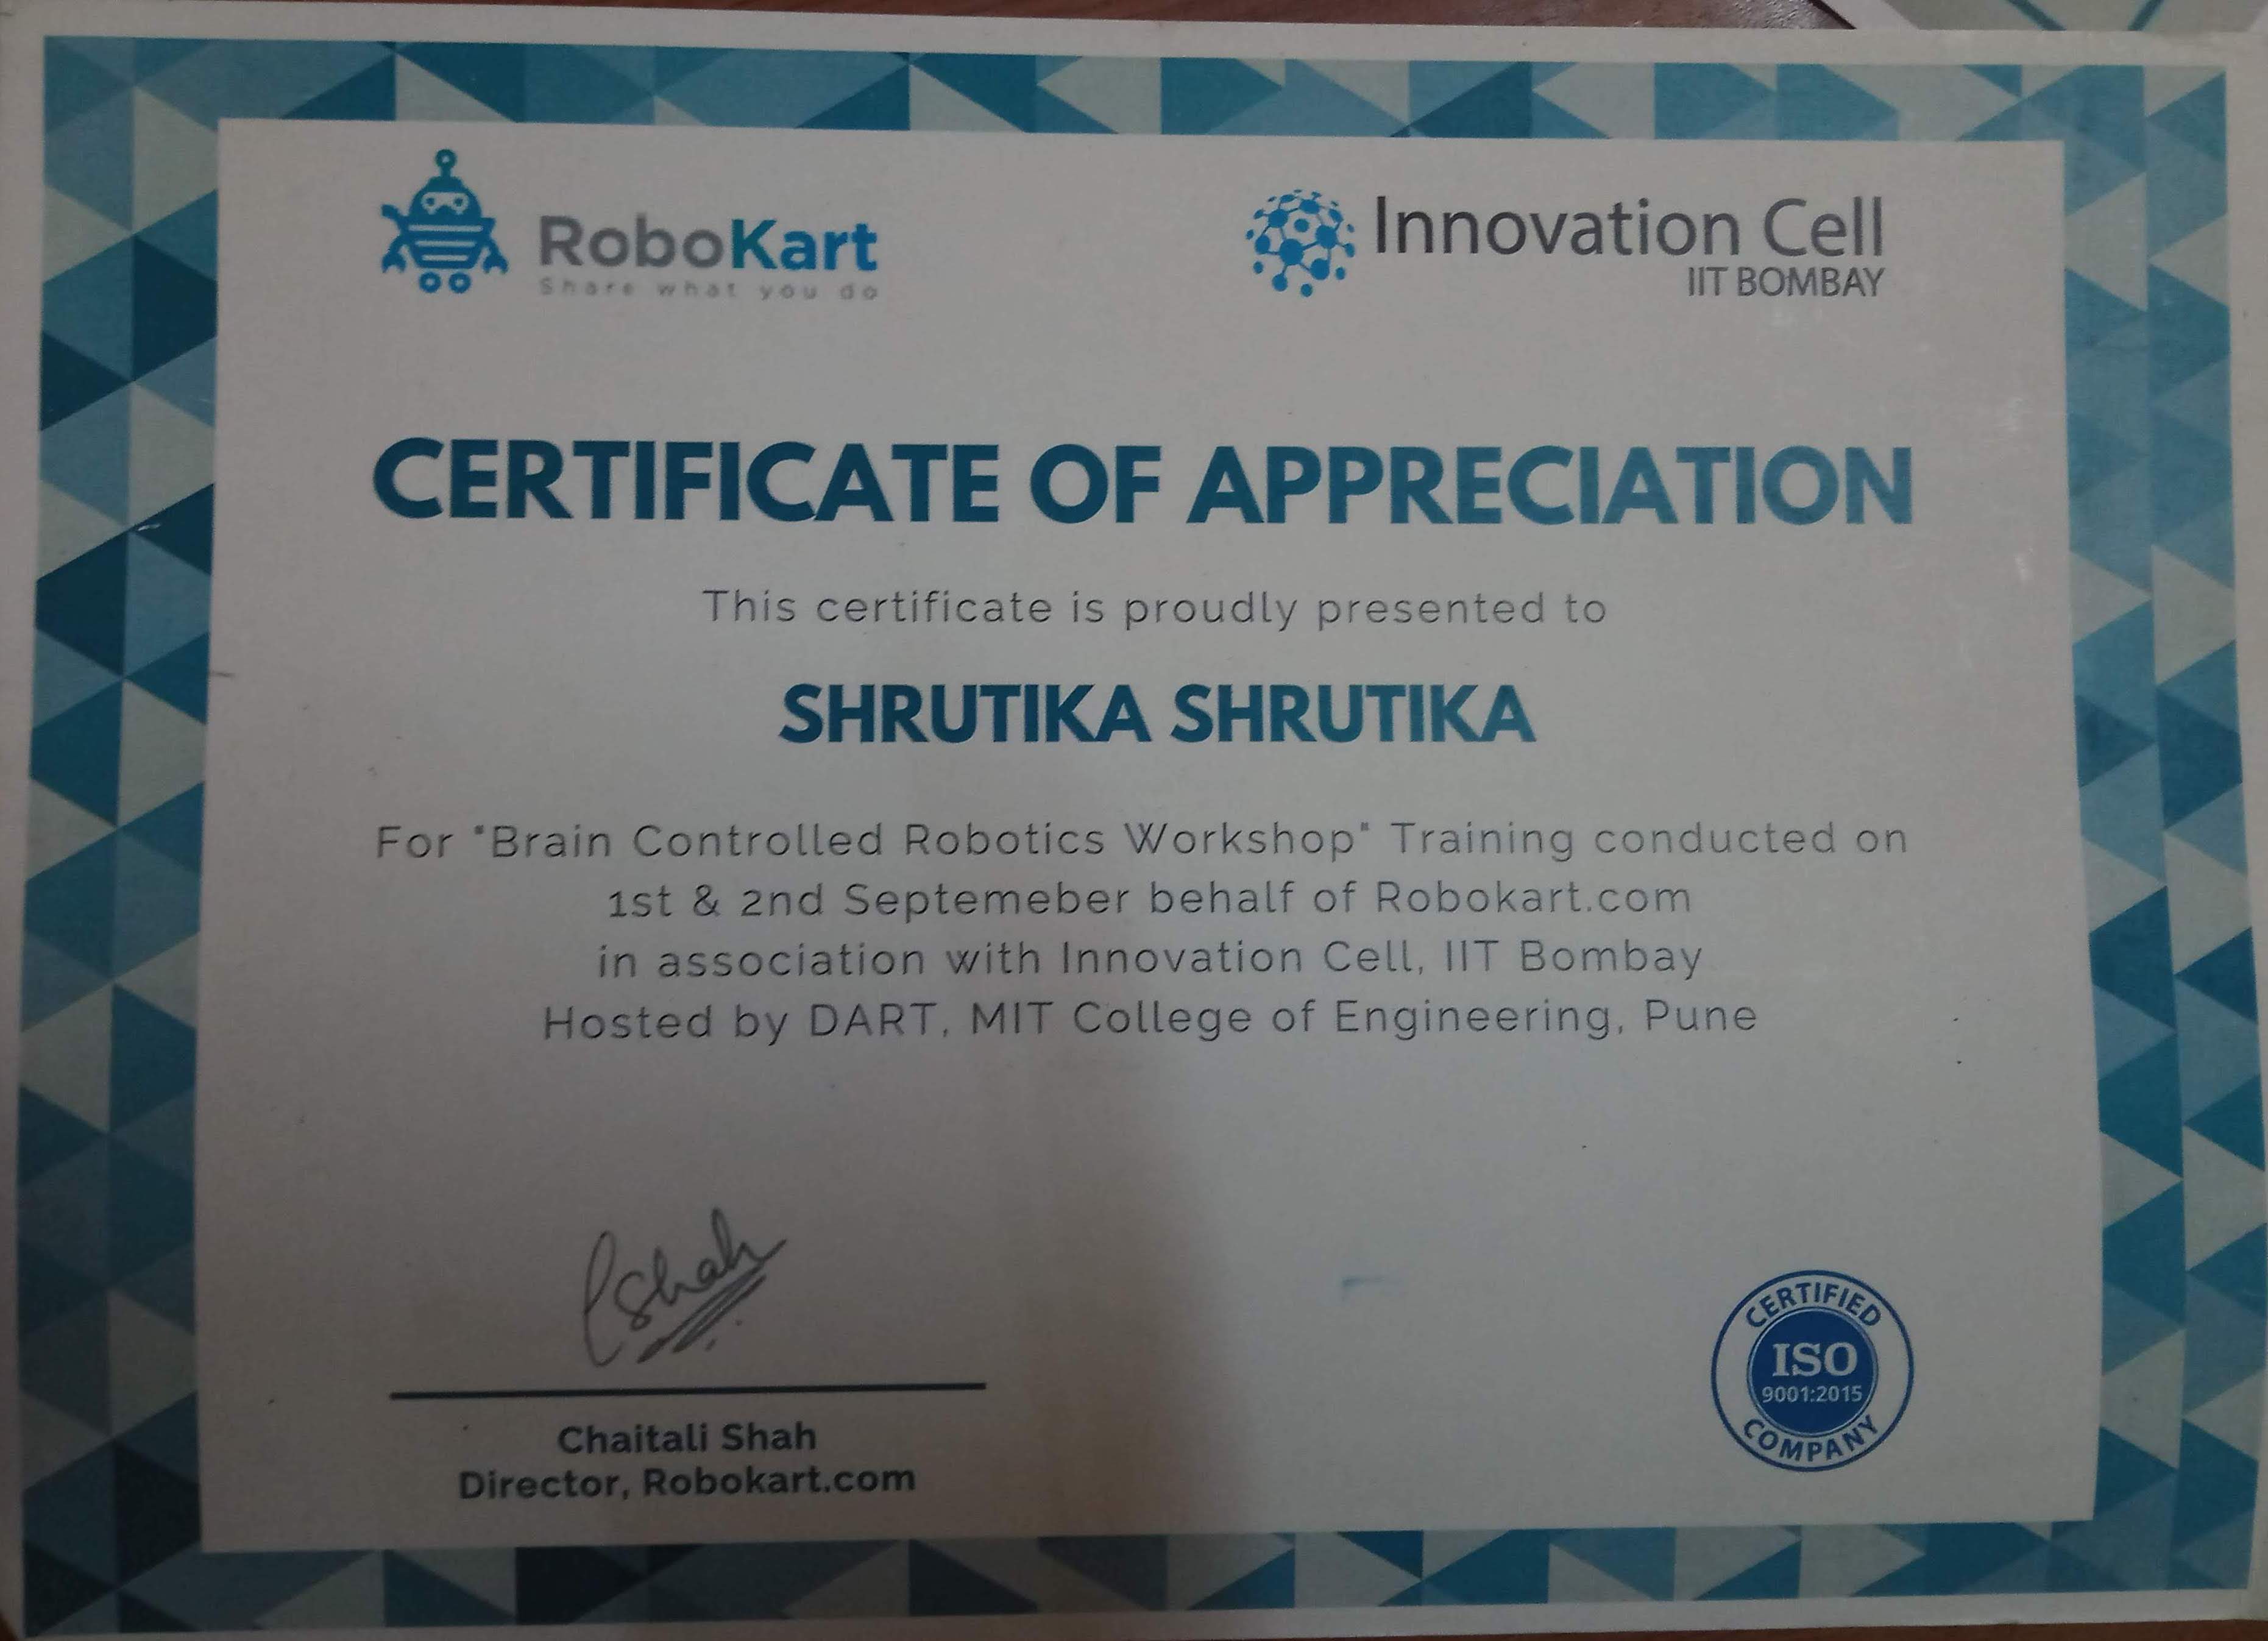 RoboKart
Share what you do
Innovation Cell
IIT BOMBAY
CERTIFICATE OF APPRECIATION
This certificate is proudly presented to
SHRUTIKA SHRUTIKA
For "Brain Controlled Robotics Workshop" Training conducted on
1st & 2nd Septemeber behalf of Robokart.com
in association with Innovation Cell, IIT Bombay
Hosted by DART, MIT College of Engineering, Pune
CShah
Chaitali Shah
Director, Robokart.com
CERTIFIED
ISO
9001:2015
COMPANY